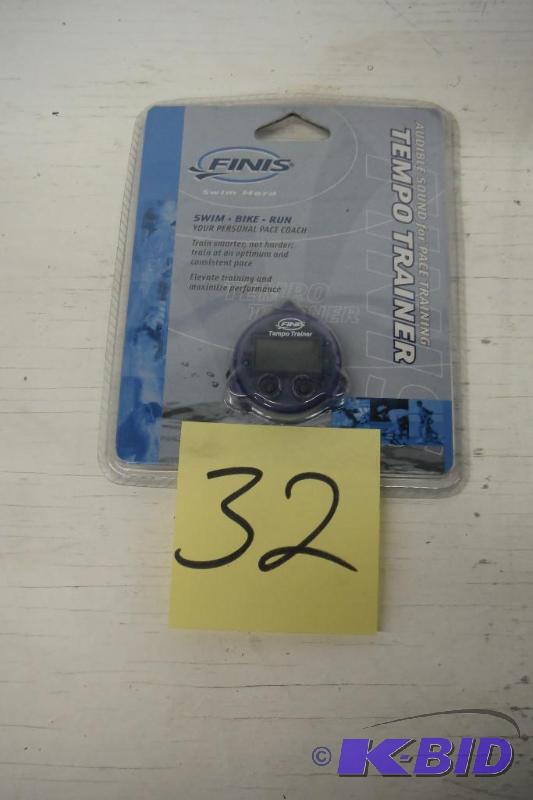 FINIS
Swim Hard
SWIM - BIKE - RUN
YOUR PERSONAL PACE COACH
Train smarter, not harder;
train at an optimum and
consistent pace
Elevate training and
maximize performance
TEMPO
TRAINER
AUDIBLE SOUND for PACE TRAINING
TEMPO TRAINER
FINIS
Tempo Trainer
32
© K-BID